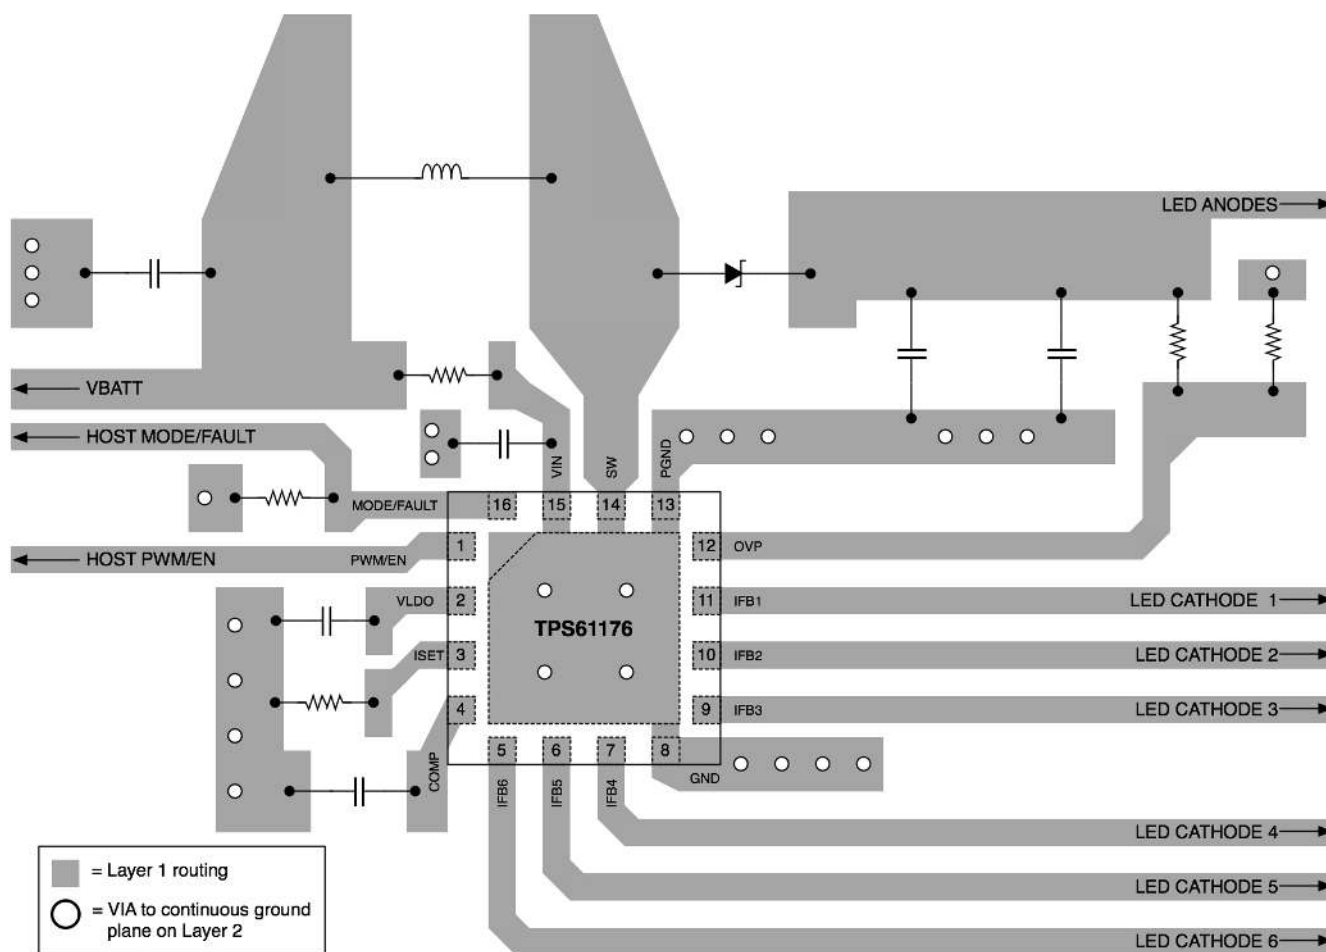 LED ANODES
VBATT
HOST MODE/FAULT
VIN
SW
PGND
MODE/FAULT
16
15
14
13
HOST PWM/EN
PWM/EN
1
12
OVP
VLDO
2
11
IFB1
LED CATHODE 1
TPS61176
ISET
3
10
IFB2
LED CATHODE 2
4
9
IFB3
LED CATHODE 3
COMP
5
6
7
8
GND
IFB6
IFB5
IFB4
LED CATHODE 4
= Layer 1 routing
LED CATHODE 5
= VIA to continuous ground
plane on Layer 2
LED CATHODE 6